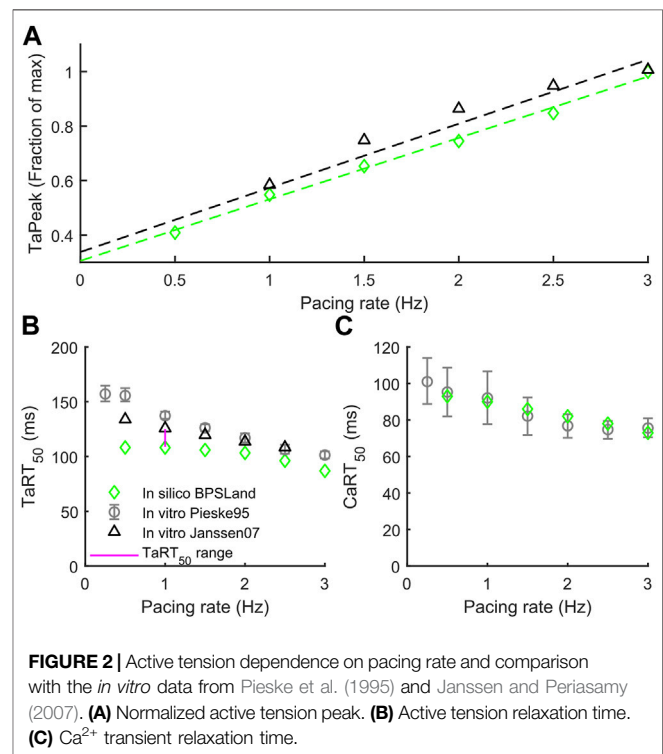 A
TaPeak (Fraction of max)
1
0.8
0.6
0.4
0 0.5 1 1.5 2 2.5 3
Pacing rate (Hz)
B
TaRT50 (ms)
200
150
100
50
0
In silico BPSLand
In vitro Pieske95
In vitro Janssen07
TaRT50 range
0 1 2 3
Pacing rate (Hz)
C
CaRT50 (ms)
120
100
80
60
40
20
0
0 1 2 3
Pacing rate (Hz)
FIGURE 2 | Active tension dependence on pacing rate and comparison
with the in vitro data from Pieske et al. (1995) and Janssen and Periasamy
(2007). (A) Normalized active tension peak. (B) Active tension relaxation time.
(C) Ca2+ transient relaxation time.